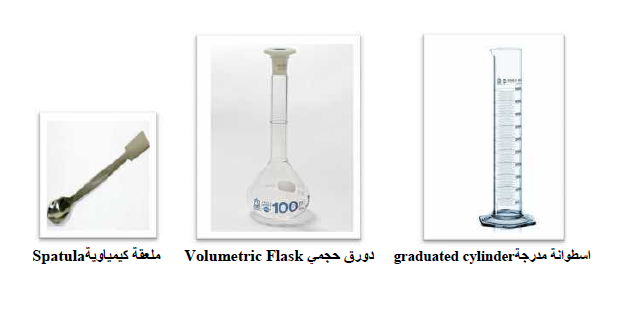 100
Spatulaملعقة كيمياوية
Volumetric Flask دورق حجمي
graduated cylinderاسطوانة مدرجة